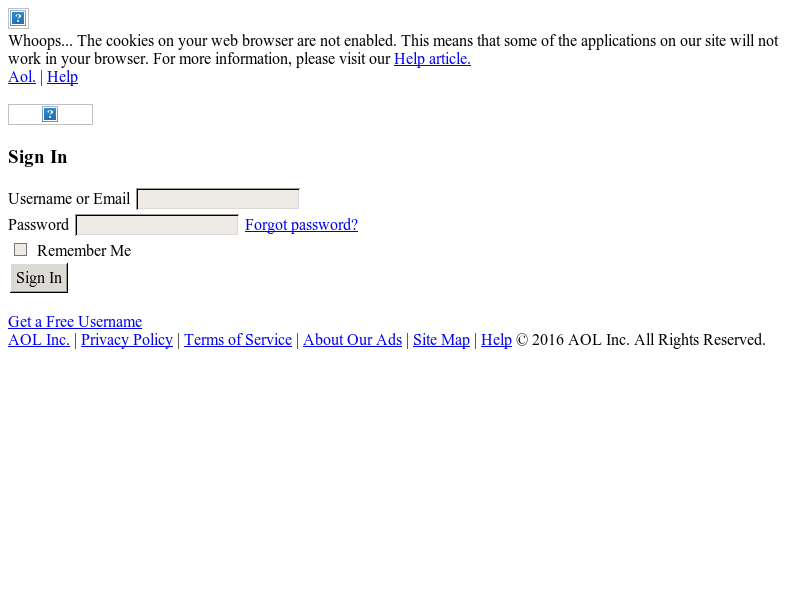 Whoops... The cookies on your web browser are not enabled. This means that some of the applications on our site will not
work in your browser. For more information, please visit our Help article.
Aol. | Help
Sign In
Username or Email
Password Forgot password?
Remember Me
Sign In
Get a Free Username
AOL Inc. | Privacy Policy | Terms of Service | About Our Ads | Site Map | Help © 2016 AOL Inc. All Rights Reserved.